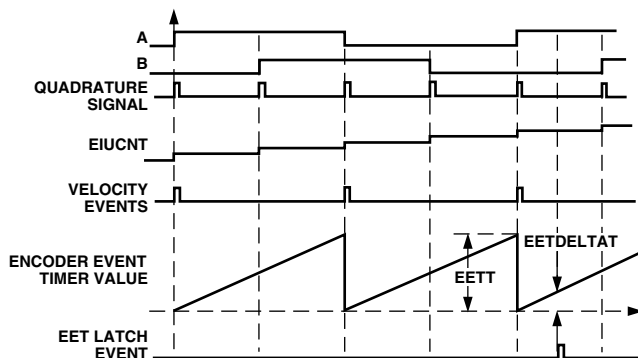 A
B
QUADRATURE
SIGNAL
EIUCNT
VELOCITY
EVENTS
EETDELTAT
ENCODER EVENT
TIMER VALUE
EETT
EET LATCH
EVENT